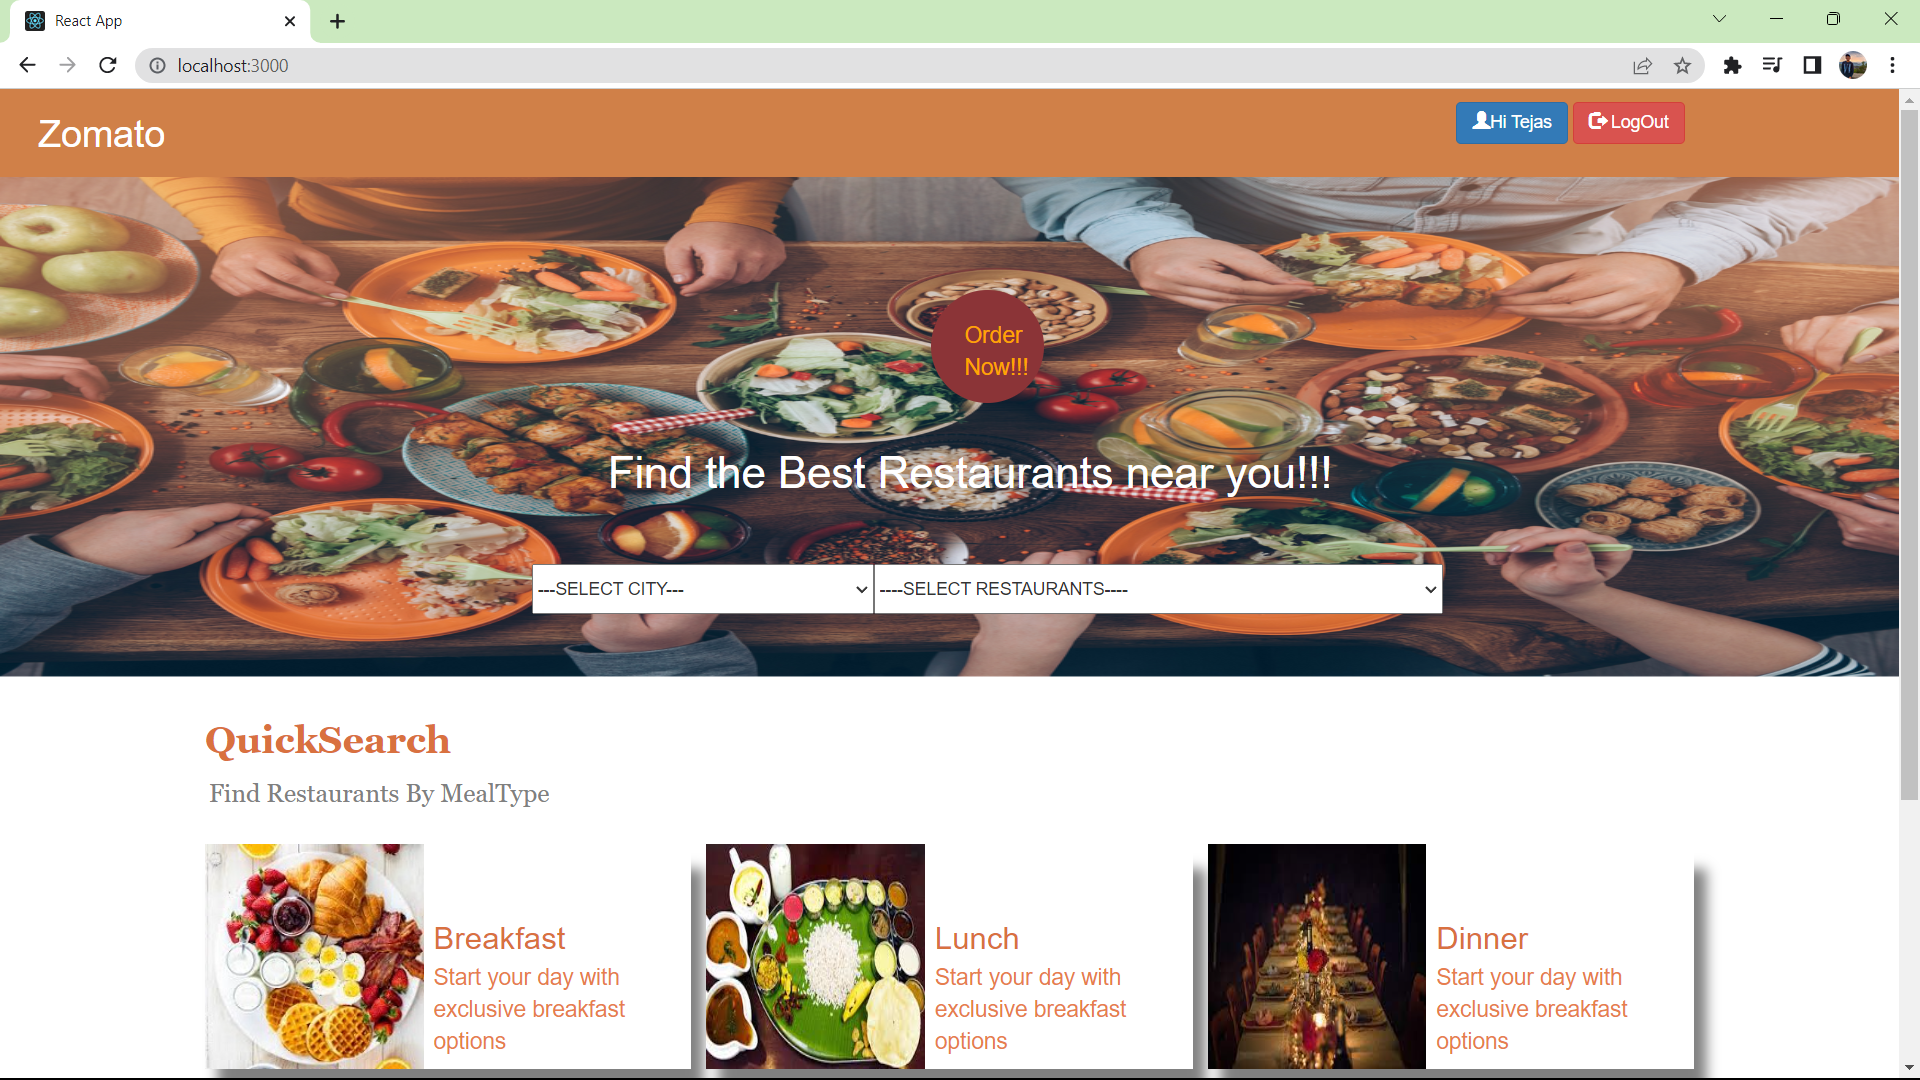 React App
localhost:3000
Zomato
Hi Tejas
LogOut
Order
Now!!!
Find the Best Restaurants near you!!!
---SELECT CITY---
----SELECT RESTAURANTS----
QuickSearch
Find Restaurants By MealType
Breakfast
Start your day with
exclusive breakfast
options
Lunch
Start your day with
exclusive breakfast
options
Dinner
Start your day with
exclusive breakfast
options